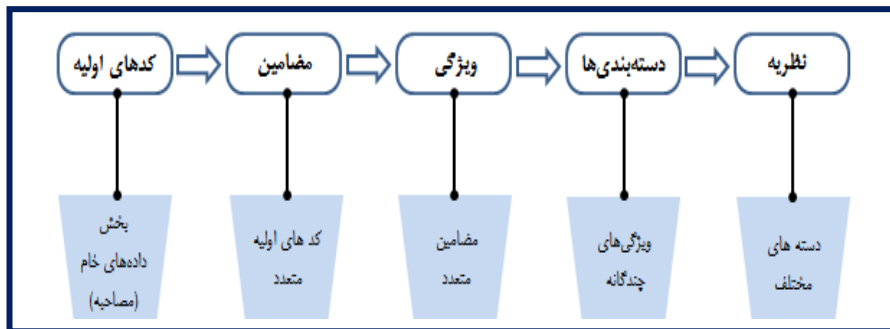 کدهای اولیه
مضامین
ویژگی
دسته‌بندی‌ها
نظریه
بخش
داده‌های خام
(مصاحبه)
کد های اولیه
متعدد
مضامین
متعدد
ویژگی‌های
چندگانه
دسته های
مختلف